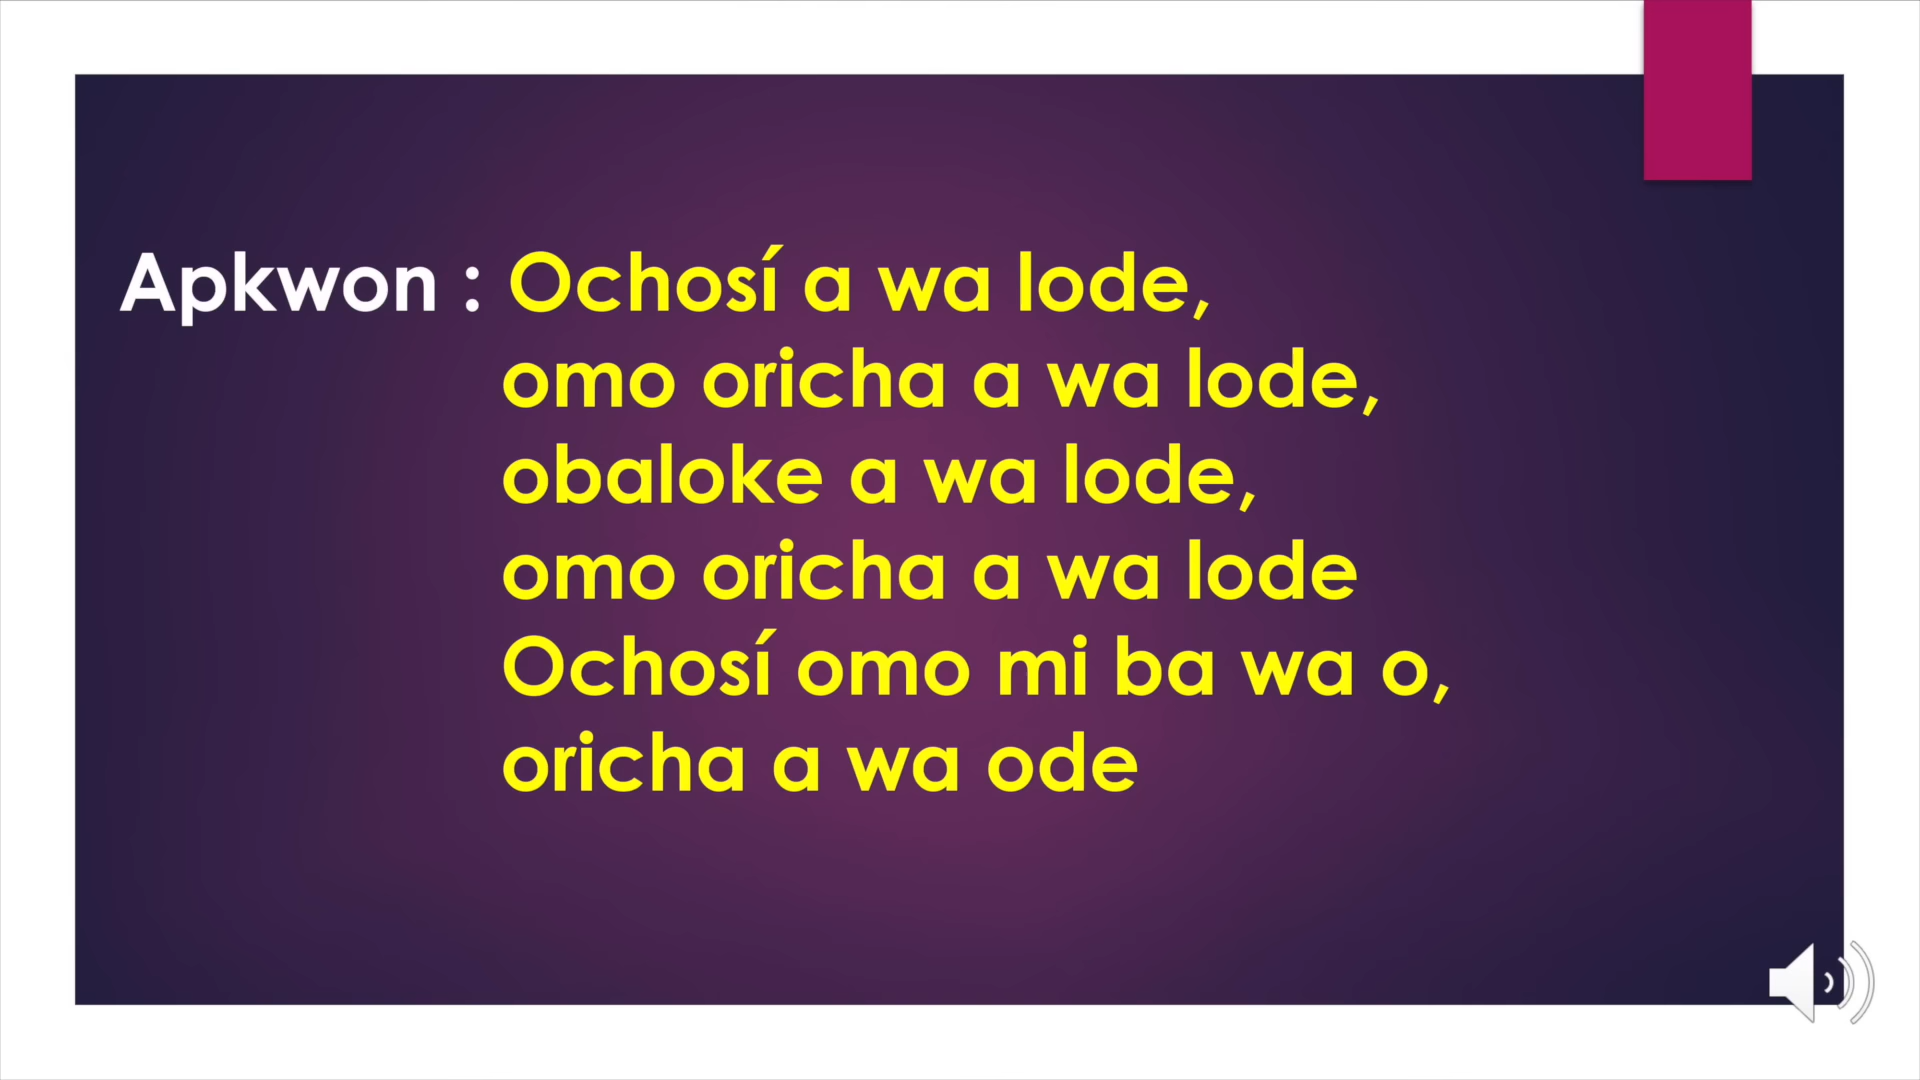 Apkwon : Ochosí a wa lode,
omo oricha a wa lode,
obaloke a wa lode,
omo oricha a wa lode
Ochosí omo mi ba wa o,
oricha a wa ode